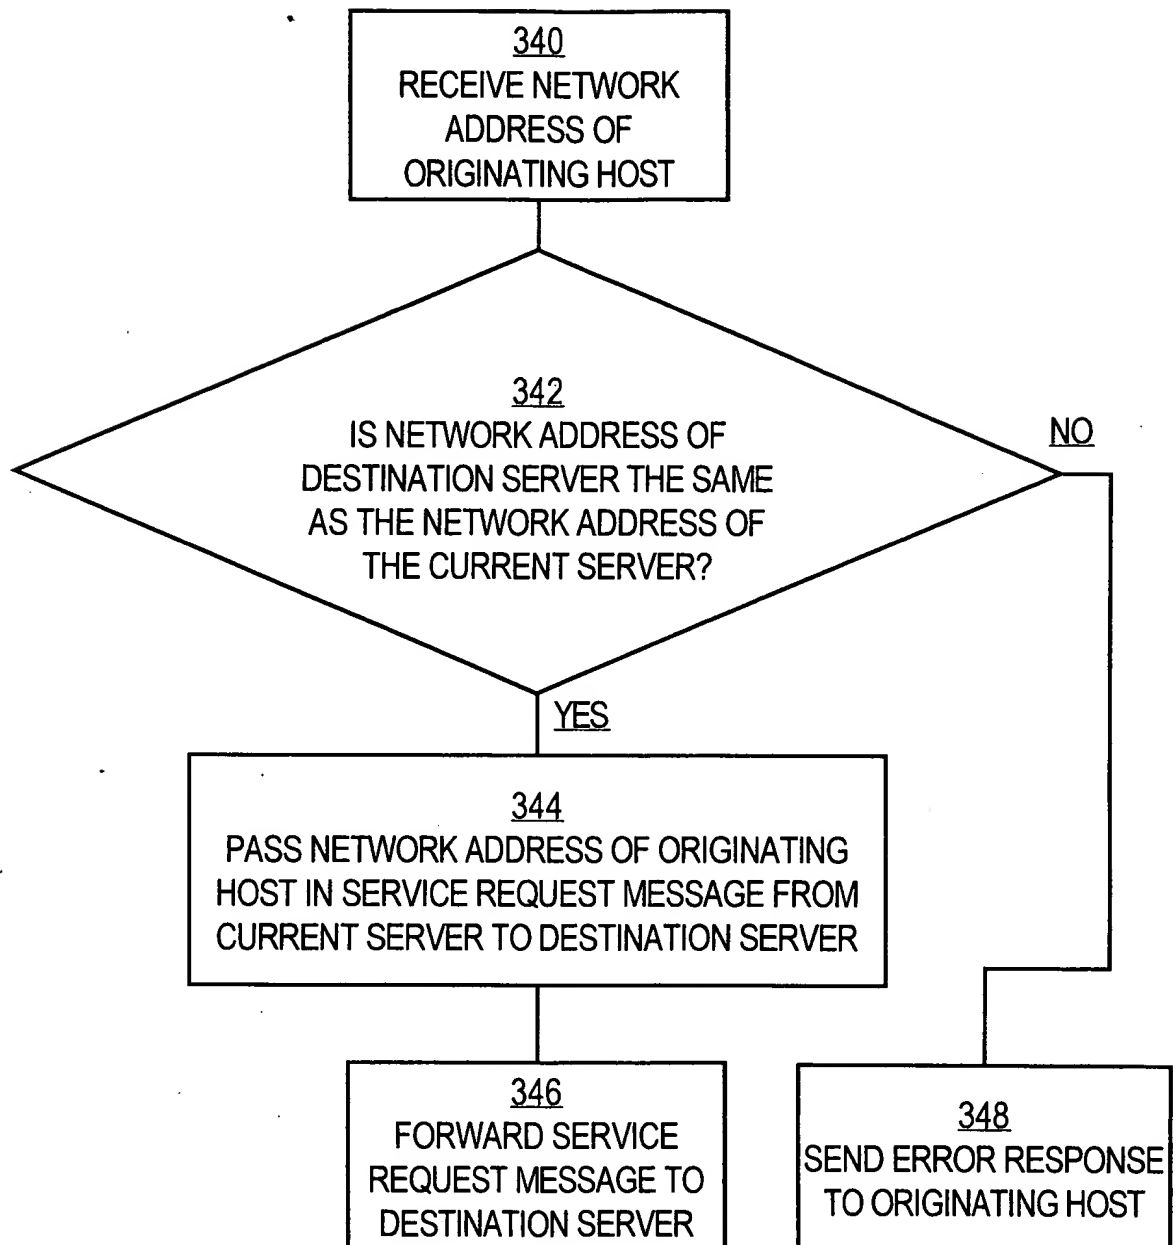 340
RECEIVE NETWORK
ADDRESS OF
ORIGINATING HOST
342
IS NETWORK ADDRESS OF
DESTINATION SERVER THE SAME
AS THE NETWORK ADDRESS OF
THE CURRENT SERVER?
NO
YES
344
PASS NETWORK ADDRESS OF ORIGINATING
HOST IN SERVICE REQUEST MESSAGE FROM
CURRENT SERVER TO DESTINATION SERVER
346
FORWARD SERVICE
REQUEST MESSAGE TO
DESTINATION SERVER
348
SEND ERROR RESPONSE
TO ORIGINATING HOST